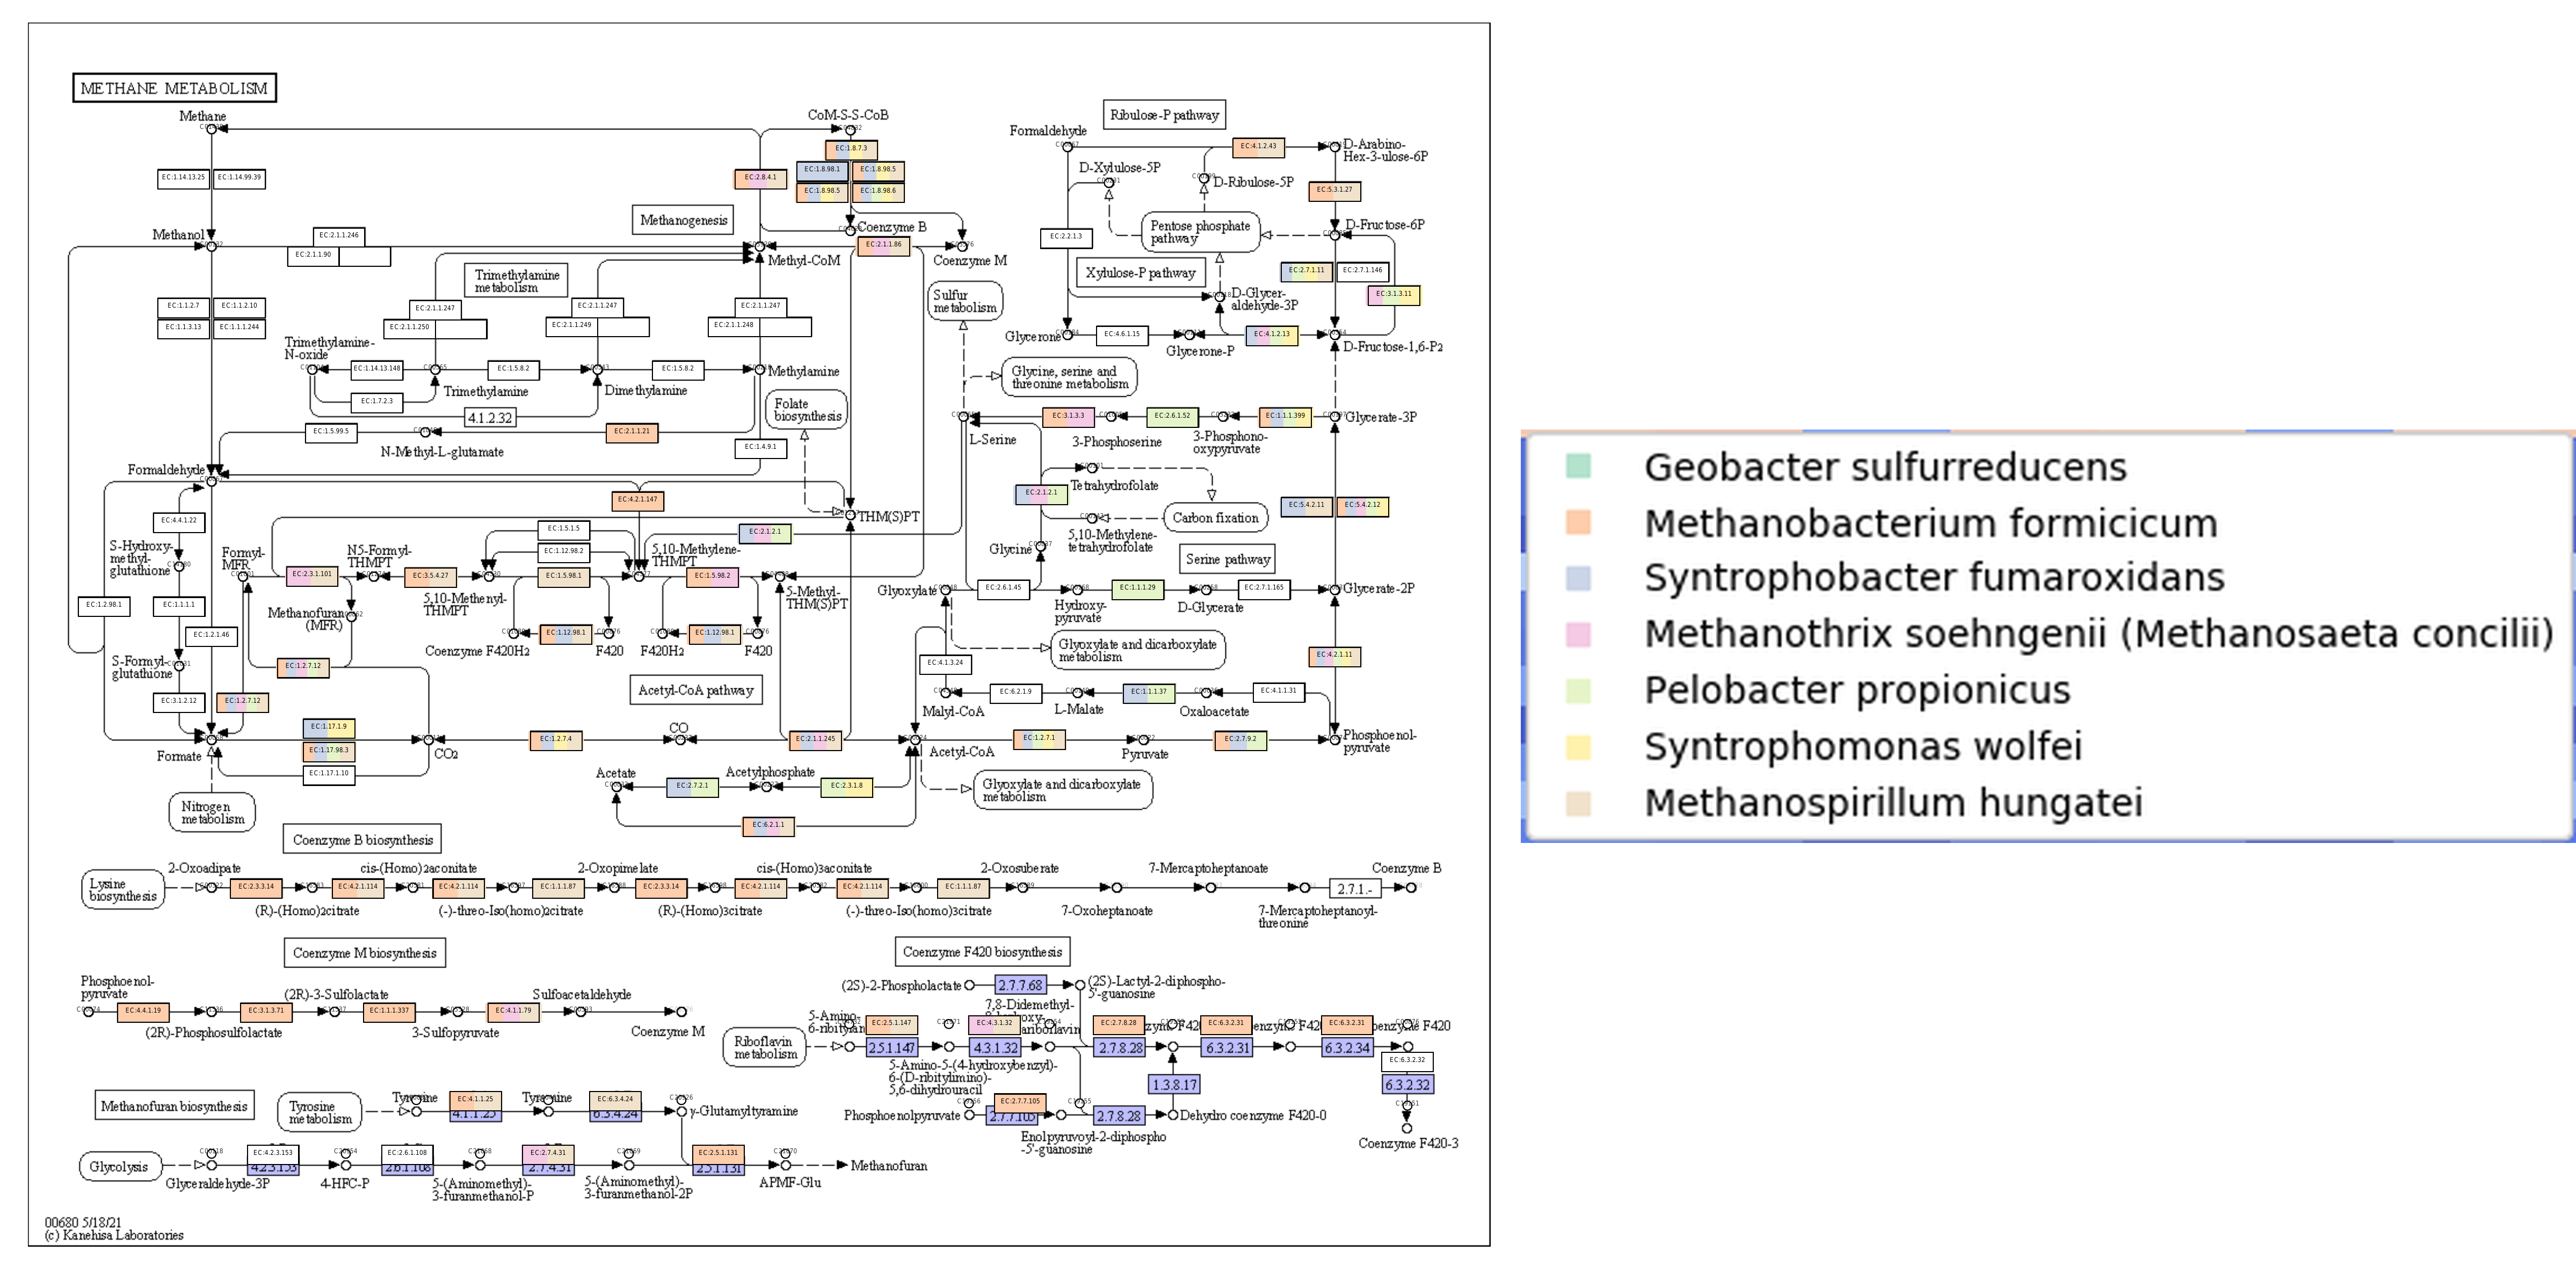 METHANE METABOLISM
Methane
CoM-S-S-CoB
Formaldehyde
Ribulose-P pathway
EC:1.8.7.3
EC:4.1.2.43
D-Arabino-
Hex-3-ulose-6P
D-Xylulose-5P
D-Ribulose-5P
EC:1.14.13.25
EC:1.14.99.39
EC:2.8.4.1
EC:1.8.98.1
EC:1.8.98.5
EC:1.8.98.5
EC:1.8.98.6
EC:5.3.1.27
Methanogenesis
Methanol
EC:2.1.1.246
EC:2.1.1.90
Coenzyme B
EC:2.1.1.86
Methyl-CoM
Coenzyme M
EC:2.2.1.3
Pentose phosphate
pathway
D-Fructose-6P
Xylulose-P pathway
EC:2.7.1.11
EC:2.7.1.146
EC:3.1.3.11
Trimethylamine
metabolism
Sulfur
metabolism
D-Glycer-
aldehyde-3P
EC:1.1.2.7
EC:1.1.2.10
EC:1.1.3.13
EC:1.1.1.244
EC:2.1.1.247
EC:2.1.1.250
EC:2.1.1.247
EC:2.1.1.249
EC:2.1.1.247
EC:2.1.1.248
Glycerone
EC:4.6.1.15
Glycerone-P
EC:4.1.2.13
D-Fructose-1,6-P2
Trimethylamine-
N-oxide
EC:1.14.13.148
Trimethylamine
EC:1.5.8.2
Dimethylamine
EC:1.5.8.2
Methylamine
EC:1.7.2.3
4.1.2.32
Glycine, serine and
threonine metabolism
Folate
biosynthesis
EC:1.5.99.5
N-Methyl-L-glutamate
EC:2.1.1.21
EC:1.4.9.1
L-Serine
EC:3.1.3.3
3-Phosphoserine
EC:2.6.1.52
3-Phosphono-
oxypyruvate
EC:1.1.1.399
Glycerate-3P
Formaldehyde
EC:4.2.1.147
THM(S)PT
EC:2.1.2.1
Tetrahydrofolate
Carbon fixation
EC:5.4.2.11
EC:5.4.2.12
EC:4.4.1.22
S-Hydroxy-
methyl-
glutathione
EC:1.5.1.5
EC:1.12.98.2
EC:2.1.2.1
5,10-Methylene-
tetrahydrofolate
Glycine
Serine pathway
Formyl-
MFR
N5-Formyl-
THMPT
5,10-Methylene-
THMPT
EC:2.3.1.101
EC:3.5.4.27
EC:1.5.98.1
EC:1.5.98.2
5,10-Methenyl-
THMPT
5-Methyl-
THM(S)PT
Glyoxylate
EC:2.6.1.45
Hydroxy-
pyruvate
EC:1.1.1.29
D-Glycerate
EC:2.7.1.165
Glycerate-2P
EC:1.2.98.1
EC:1.1.1.1
Methanofuran
(MFR)
EC:1.2.1.46
Coenzyme F420H2
EC:1.12.98.1
F420
F420H2
EC:1.12.98.1
F420
S-Formyl-
glutathione
EC:1.2.7.12
EC:4.1.3.24
Glyoxylate and dicarboxylate
metabolism
EC:4.2.1.11
EC:3.1.2.12
EC:1.2.7.12
Acetyl-CoA pathway
Malyl-CoA
EC:6.2.1.9
L-Malate
EC:1.1.1.37
Oxaloacetate
EC:4.1.1.31
Formate
EC:1.17.1.9
EC:1.17.98.3
EC:1.17.1.10
CO2
EC:1.2.7.4
CO
EC:2.1.1.245
Acetyl-CoA
EC:1.2.7.1
Pyruvate
EC:2.7.9.2
Phosphoenol-
pyruvate
Nitrogen
metabolism
Acetate
EC:2.7.2.1
Acetylphosphate
EC:2.3.1.8
EC:6.2.1.1
Glyoxylate and dicarboxylate
metabolism
Coenzyme B biosynthesis
2-Oxoadipate
cis-(Homo)2aconitate
2-Oxopimelate
cis-(Homo)3aconitate
2-Oxosuberate
7-Mercaptoheptanoate
Coenzyme B
Lysine
biosynthesis
EC:2.3.3.14
EC:4.2.1.114
EC:4.2.1.114
EC:1.1.1.87
EC:2.3.3.14
EC:4.2.1.114
EC:4.2.1.114
EC:1.1.1.87
2.7.1.-
(R)-(Homo)2citrate
(-)-threo-Iso(homo)2citrate
(R)-(Homo)3citrate
(-)-threo-Iso(homo)3citrate
7-Oxoheptanoate
7-Mercaptoheptanoyl-
threonine
Coenzyme M biosynthesis
Phosphoenol-
pyruvate
(2R)-3-Sulfolactate
Sulfoacetaldehyde
EC:4.4.1.19
EC:3.1.3.71
EC:1.1.1.337
EC:4.1.1.79
(2R)-Phosphosulfolactate
3-Sulfopyruvate
Coenzyme M
Coenzyme F420 biosynthesis
(2S)-2-Phospholactate
2.7.7.68
(2S)-Lactyl-2-diphospho-
5'-guanosine
7,8-Didemethyl-
5-Amino-
EC:2.5.1.147
EC:4.3.1.32
EC:2.7.8.28
EC:6.3.2.31
EC:6.3.2.31
Riboflavin
metabolism
2.5.1.147
4.3.1.32
2.7.8.28
6.3.2.31
6.3.2.34
EC:6.3.2.32
6.3.2.32
5-Amino-5-(4-hydroxybenzyl)-
6-(D-ribitylimino)-
5,6-dihydrouracil
1.3.8.17
Phosphoenolpyruvate
EC:2.7.7.105
2.7.7.105
2.7.8.28
Dehydro coenzyme F420-0
Enolpyruvoyl-2-diphospho
-5'-guanosine
Coenzyme F420-3
Methanofuran biosynthesis
Tyrosine
metabolism
Tyrosine
EC:4.1.1.25
4.1.1.25
EC:6.3.4.24
6.3.4.24
γ-Glutamyltyramine
Glycolysis
EC:4.2.3.153
4.2.3.153
EC:2.6.1.108
2.6.1.108
EC:2.7.4.31
2.7.4.31
EC:2.5.1.131
2.5.1.131
Methanofuran
Glyceraldehyde-3P
4-HFC-P
5-(Aminomethyl)-
3-furanmethanol-P
5-(Aminomethyl)-
3-furanmethanol-2P
APMF-Glu
00680 5/18/21
(c) Kanehisa Laboratories
Geobacter sulfurreducens
Methanobacterium formicicum
Syntrophobacter fumaroxidans
Methanothrix soehngenii (Methanosaeta concilii)
Pelobacter propionicus
Syntrophomonas wolfei
Methanospirillum hungatei